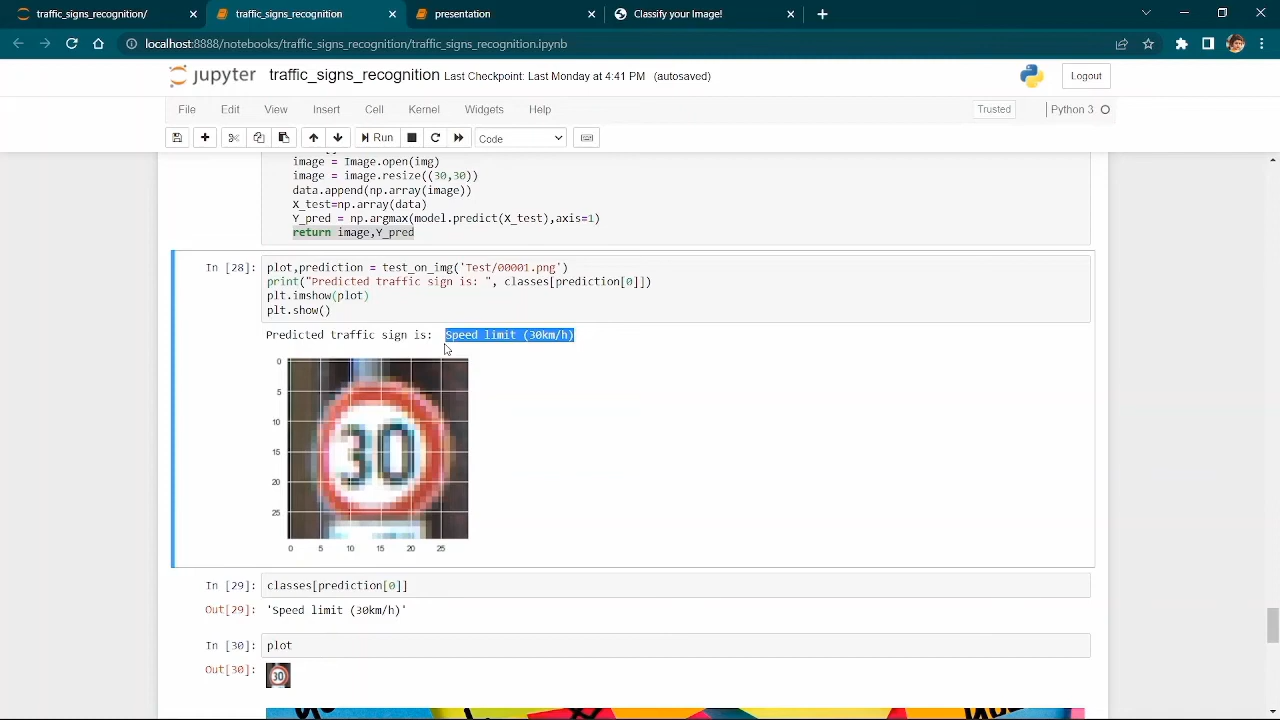 traffic_signs_recognition/
traffic_signs_recognition
presentation
Classify your Image!
localhost:8888/notebooks/traffic_signs_recognition/traffic_signs_recognition.ipynb
jupyter traffic_signs_recognition Last Checkpoint: Last Monday at 4:41 PM (autosaved)
Logout
File Edit View Insert Cell Kernel Widgets Help
Trusted
Python 3
Run
Code
image = Image.open(img)
image = image.resize((30,30))
data.append(np.array(image))
X_test=np.array(data)
Y_pred = np.argmax(model.predict(X_test),axis=1)
return image,Y_pred
In [28]: plot,prediction = test_on_img('Test/00001.png')
print("Predicted traffic sign is: ", classes[prediction[0]])
plt.imshow(plot)
plt.show()
Predicted traffic sign is: Speed limit (30km/h)
0
5
10
15
20
25
30
0 5 10 15 20 25
In [29]: classes[prediction[0]]
Out[29]: 'Speed limit (30km/h)'
In [30]: plot
Out[30]:
30